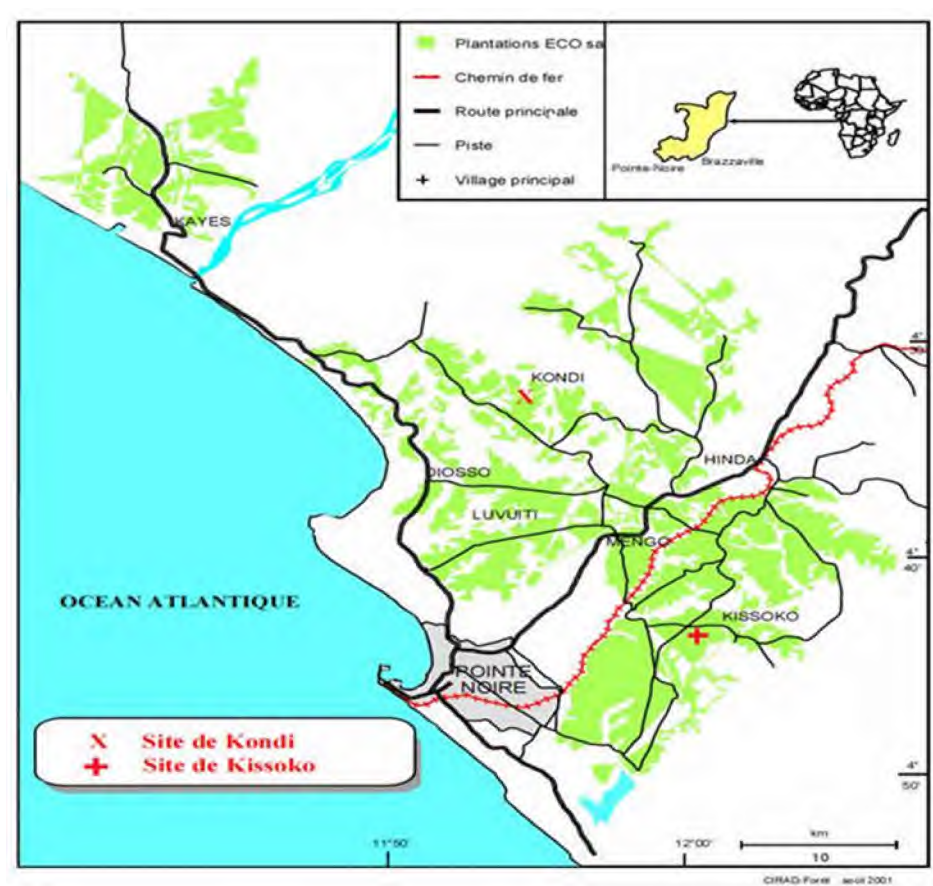 Plantations ECO sa
Chemin de fer
Route principale
Piste
Village principal
Pointe-Noire
Brazzaville
KAYES
4°
30'
KONDI
X
HINDA
DIOSSO
LUVUITI
MENGO
4°
40'
OCEAN ATLANTIQUE
KISSOKO
POINTE
NOIRE
X Site de Kondi
Site de Kissoko
4°
50'
11°50'
12°00'
km
10
CIRAD-Forêt août 2001